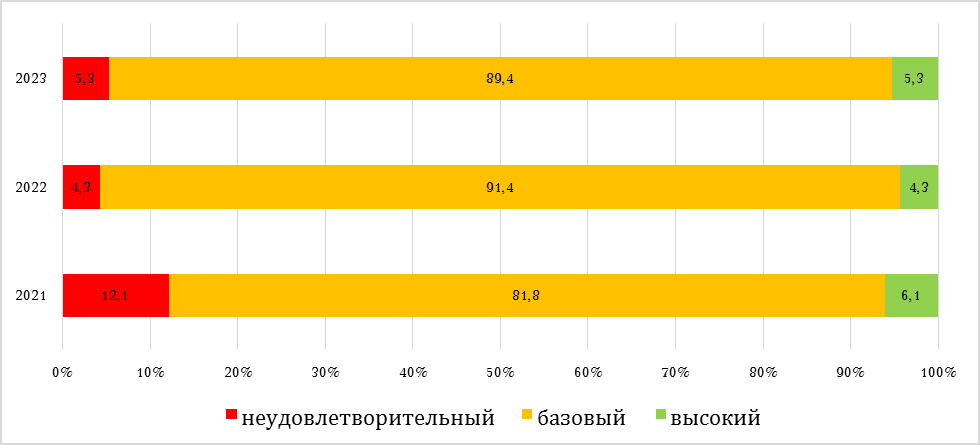 2023 5,3 89,4 5,3
2022 4,3 91,4 4,3
2021 12,1 81,8 6,1
0% 10% 20% 30% 40% 50% 60% 70% 80% 90% 100%
неудовлетворительный базовый высокий